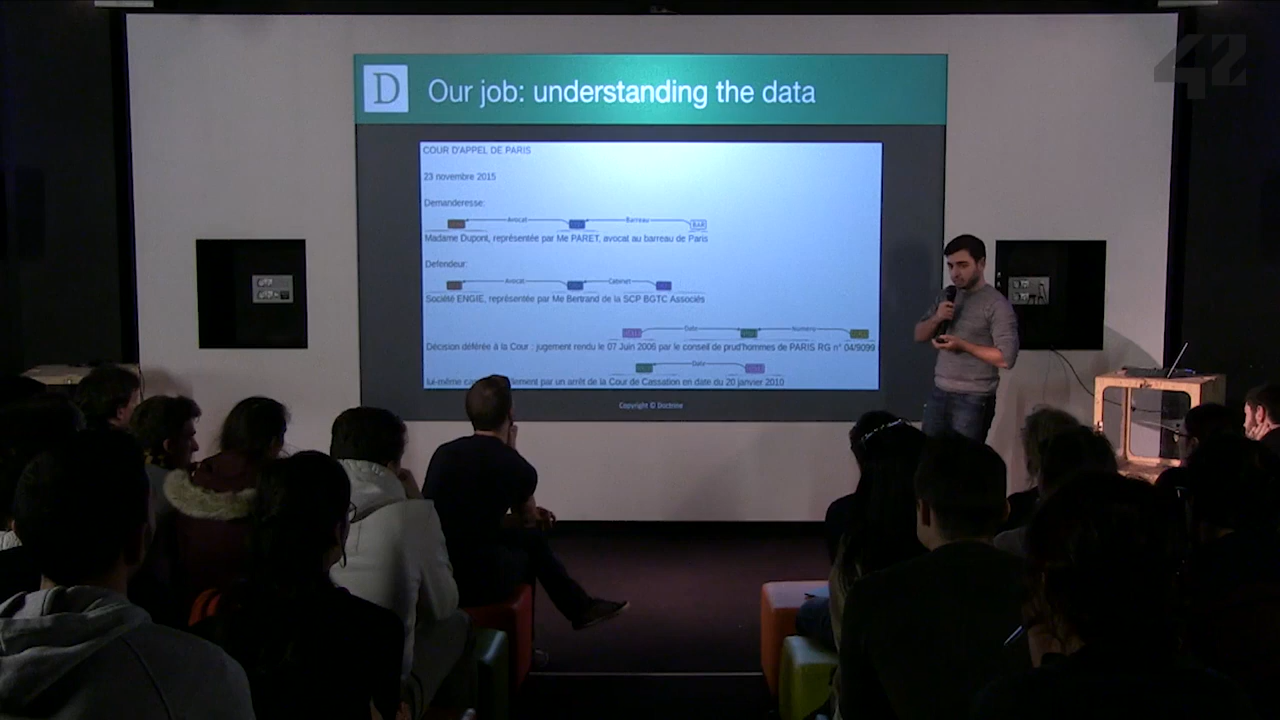 42
D
Our job: understanding the data
COUR D'APPEL DE PARIS
23 novembre 2015
Demanderesse:
Avocat Barreau BAR
Madame Dupont, représentée par Me PARET, avocat au barreau de Paris
Defendeur:
Avocat Cabinet
Société ENGIE, représentée par Me Bertrand de la SCP BGTC Associés
Date Numero
Décision déférée à la Cour : jugement rendu le 07 Juin 2006 par le conseil de prud'hommes de PARIS RG n° 04/9099
Date
lui-même par un arrêt de la Cour de Cassation en date du 20 janvier 2010
Copyright © Doctrine